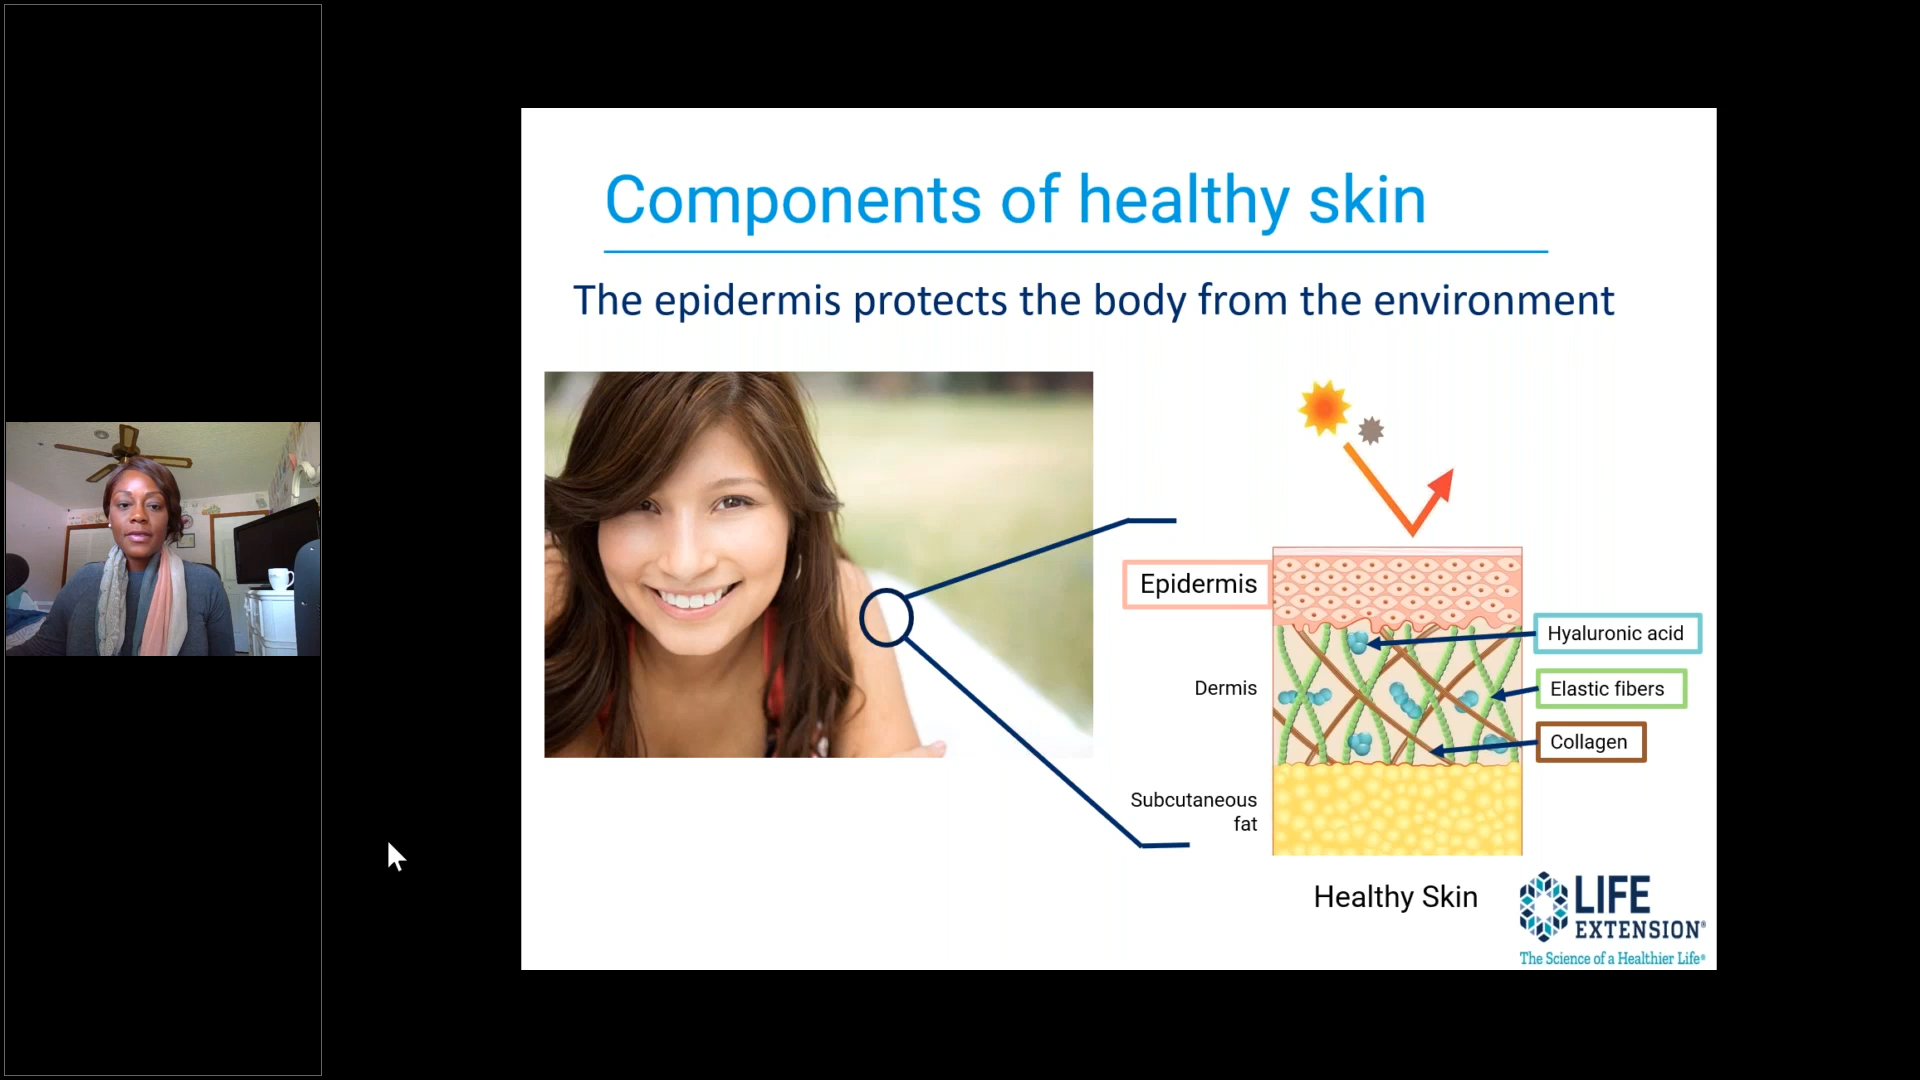 Components of healthy skin
The epidermis protects the body from the environment
Epidermis
Hyaluronic acid
Dermis
Elastic fibers
Collagen
Subcutaneous
fat
Healthy Skin
LIFE
EXTENSION®
The Science of a Healthier Life®